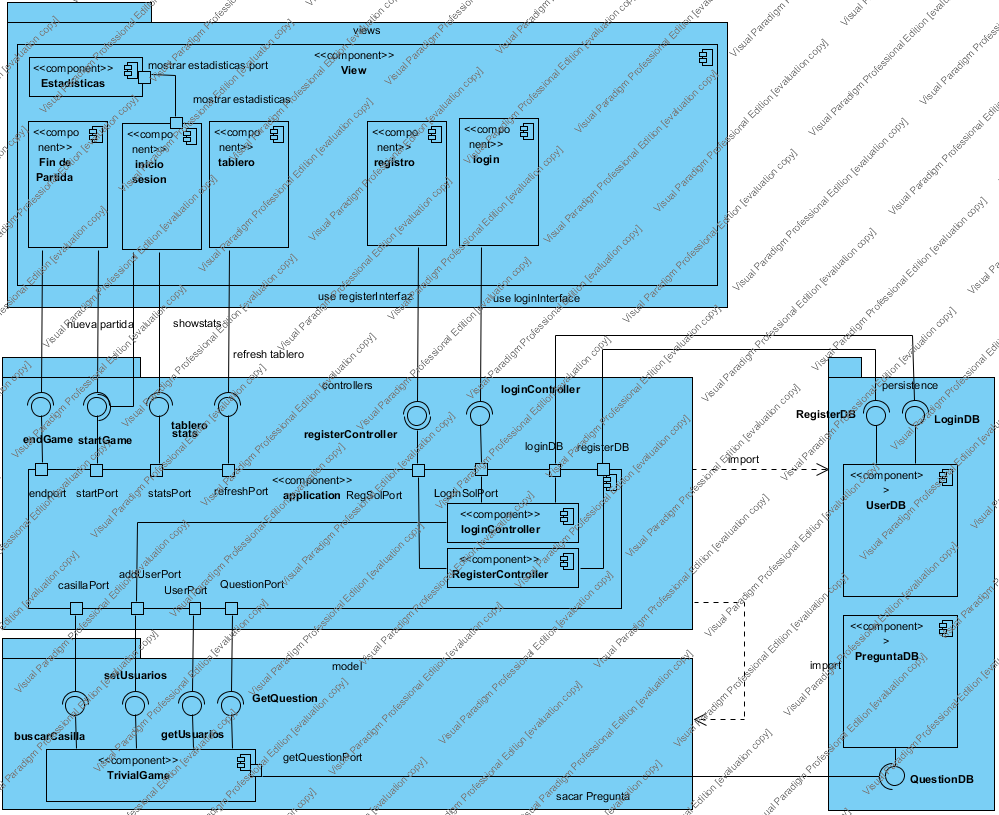 views
<<component>>
View
<<component>>
Estadísticas
mostrar estadisticas port
mostrar estadisticas
<<compo
nent>>
Fin de
Partida
<<compo
nent>>
inicio
sesion
<<compo
nent>>
tablero
<<compo
nent>>
registro
<<compo
nent>>
login
use registerInterfaz
use loginInterface
nueva partida
showstats
refresh tablero
controllers
loginController
persistence
endGame
startGame
tablero
stats
registerController
loginDB
registerDB
RegisterDB
LoginDB
import
endport
startPort
statsPort
refreshPort
<<component>>
application
RegSolPort
LoginSolPort
<<component>>
loginController
<<component>>
RegisterController
<<component>
>
UserDB
casillaPort
addUserPort
UserPort
QuestionPort
<<component>
>
PreguntaDB
model
import
setUsuarios
GetQuestion
buscarCasilla
getUsuarios
<<component>>
TrivialGame
getQuestionPort
sacar Pregunta
QuestionDB
Visual Paradigm Professional Edition [evaluation copy]